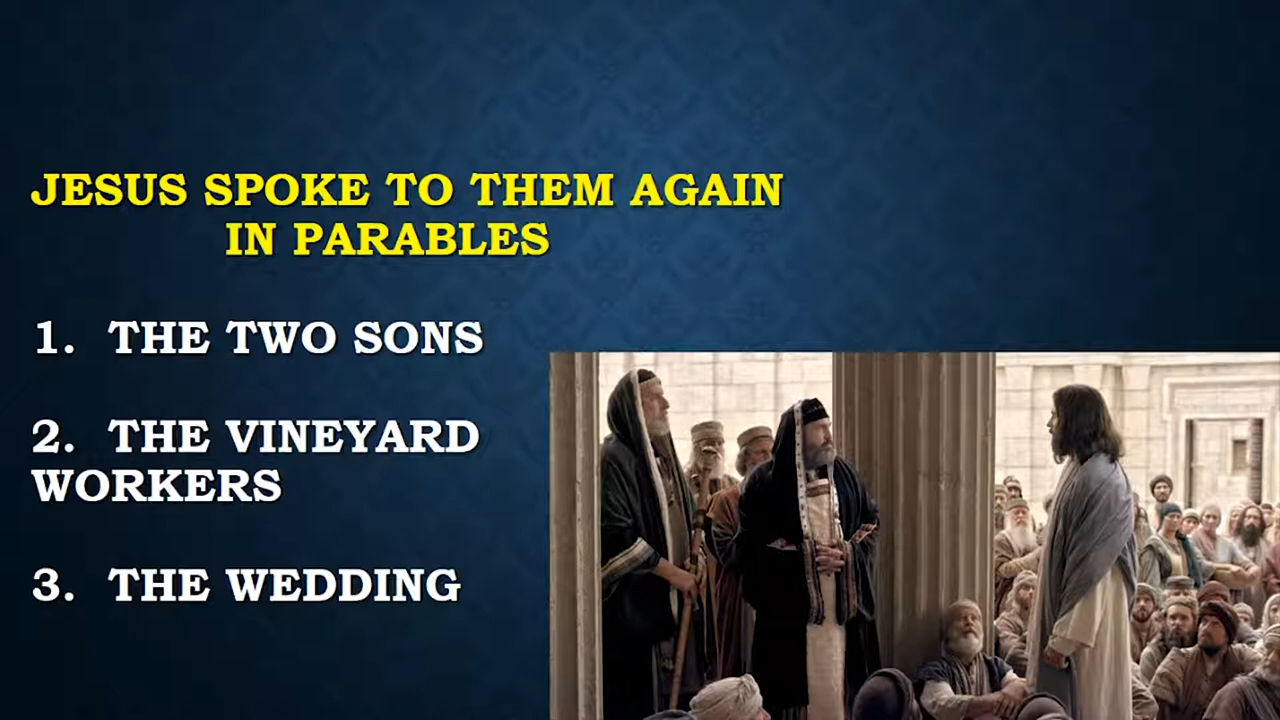 JESUS SPOKE TO THEM AGAIN
IN PARABLES
1. THE TWO SONS
2. THE VINEYARD
WORKERS
3. THE WEDDING